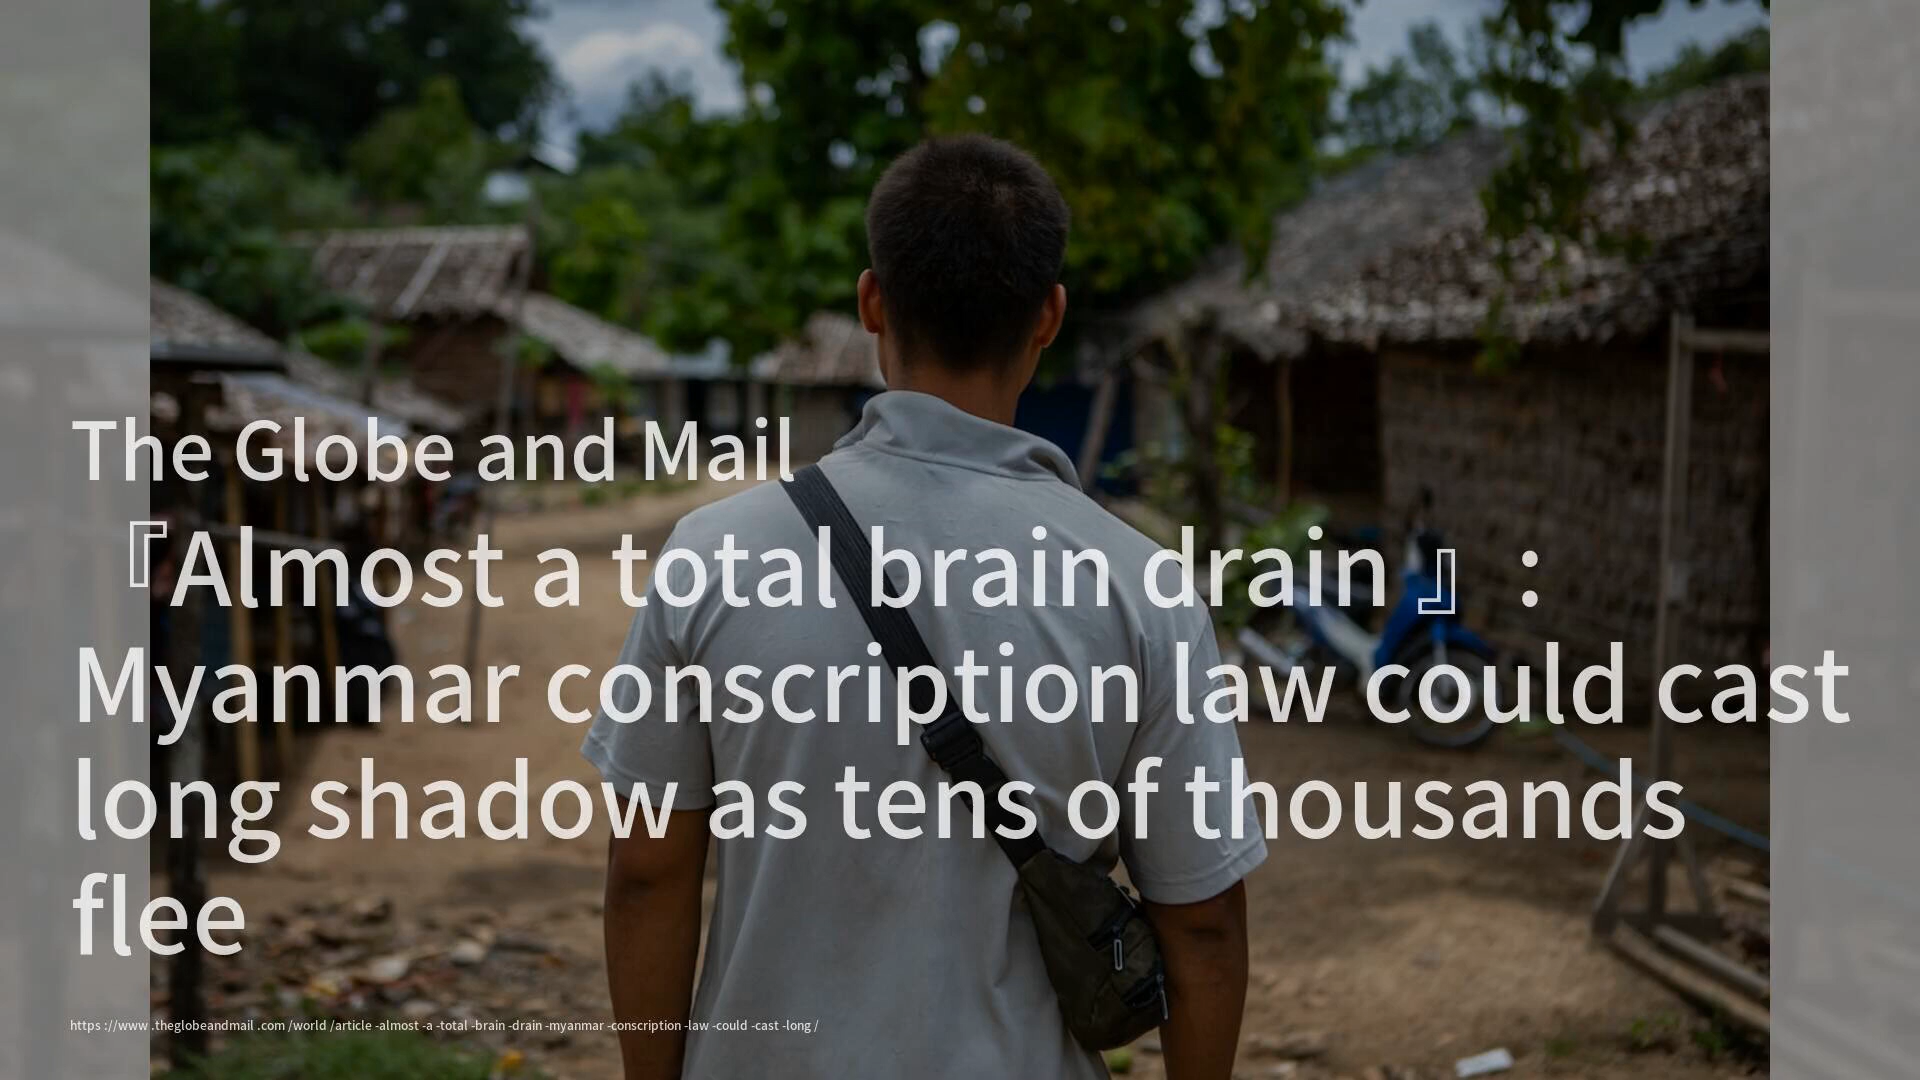 The Globe and Mail
『Almost a total brain drain 』 :
Myanmar conscription law could cast
long shadow as tens of thousands
flee
https ://www .theglobeandmail .com /world /article -almost -a -total -brain -drain -myanmar -conscription -law -could -cast -long /